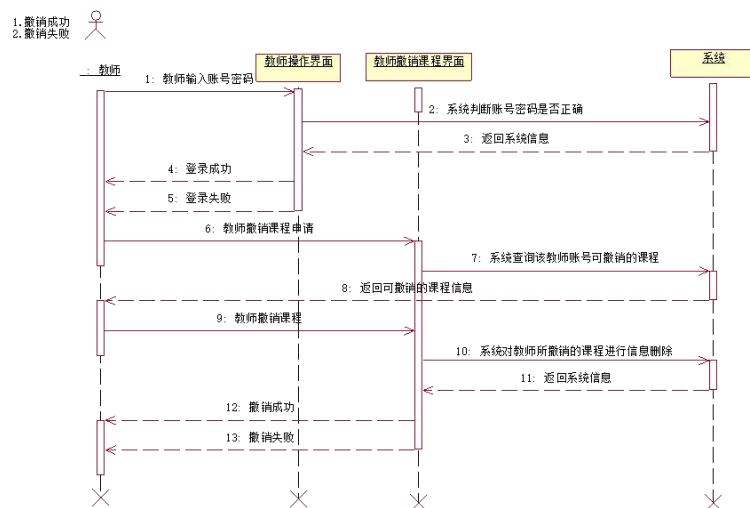 1.撤销成功
2.撤销失败
: 教师
教师操作界面
教师撤销课程界面
系统
1: 教师输入账号密码
2: 系统判断账号密码是否正确
3: 返回系统信息
4: 登录成功
5: 登录失败
6: 教师撤销课程申请
7: 系统查询该教师账号可撤销的课程
8: 返回可撤销的课程信息
9: 教师撤销课程
10: 系统对教师所撤销的课程进行信息删除
11: 返回系统信息
12: 撤销成功
13: 撤销失败